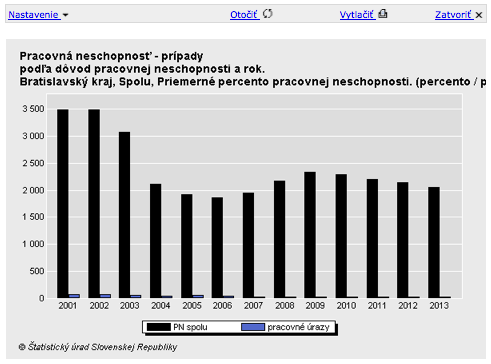 Nastavenie Otočiť Vytlačiť Zatvoriť
Pracovná neschopnosť - prípady
podľa dôvod pracovnej neschopnosti a rok.
Bratislavský kraj, Spolu, Priemerné percento pracovnej neschopnosti. (percento / p
3 500
3 000
2 500
2 000
1 500
1 000
500
0
2001 2002 2003 2004 2005 2006 2007 2008 2009 2010 2011 2012 2013
PN spolu pracovné úrazy
© Štatistický úrad Slovenskej Republiky